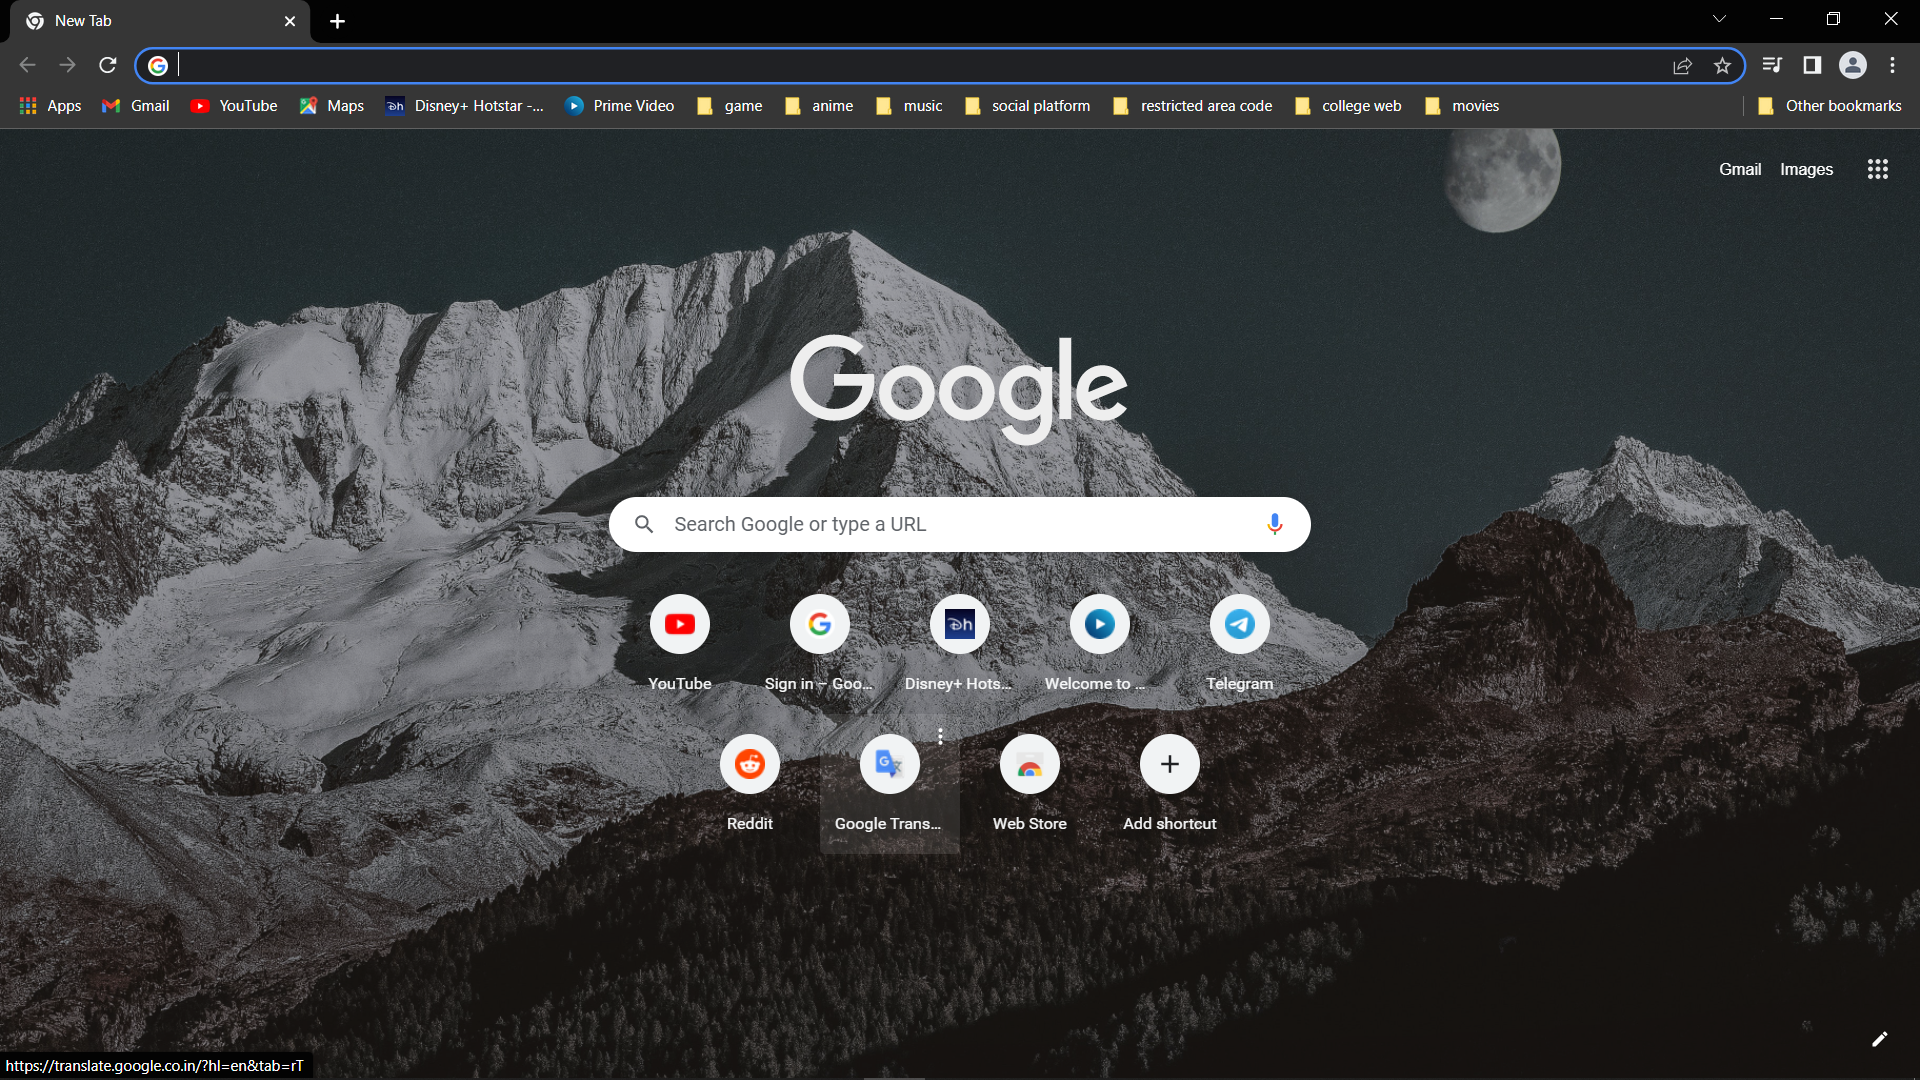 New Tab
Apps Gmail YouTube Maps Disney+ Hotstar -... Prime Video game anime music social platform restricted area code college web movies Other bookmarks
Gmail Images
Google
Search Google or type a URL
YouTube Sign in – Goo... Disney+ Hots... Welcome to ... Telegram
Reddit Google Trans... Web Store Add shortcut
https://translate.google.co.in/?hl=en&tab=rT